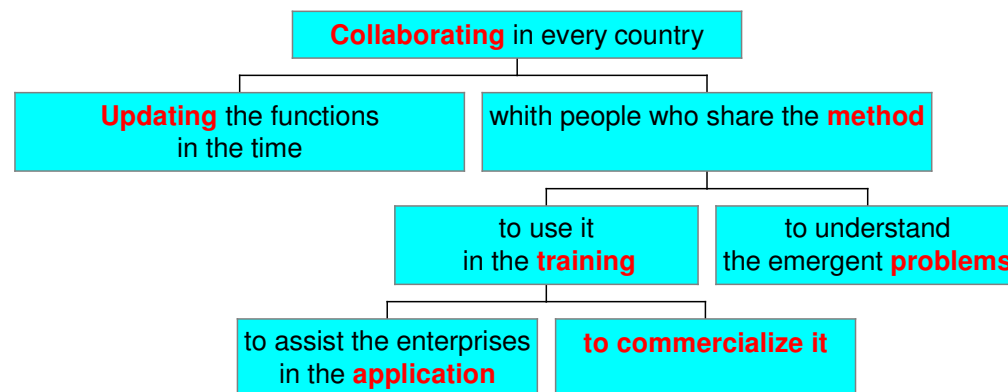 Collaborating in every country
Updating the functions
in the time
whith people who share the method
to use it
in the training
to understand
the emergent problems
to assist the enterprises
in the application
to commercialize it